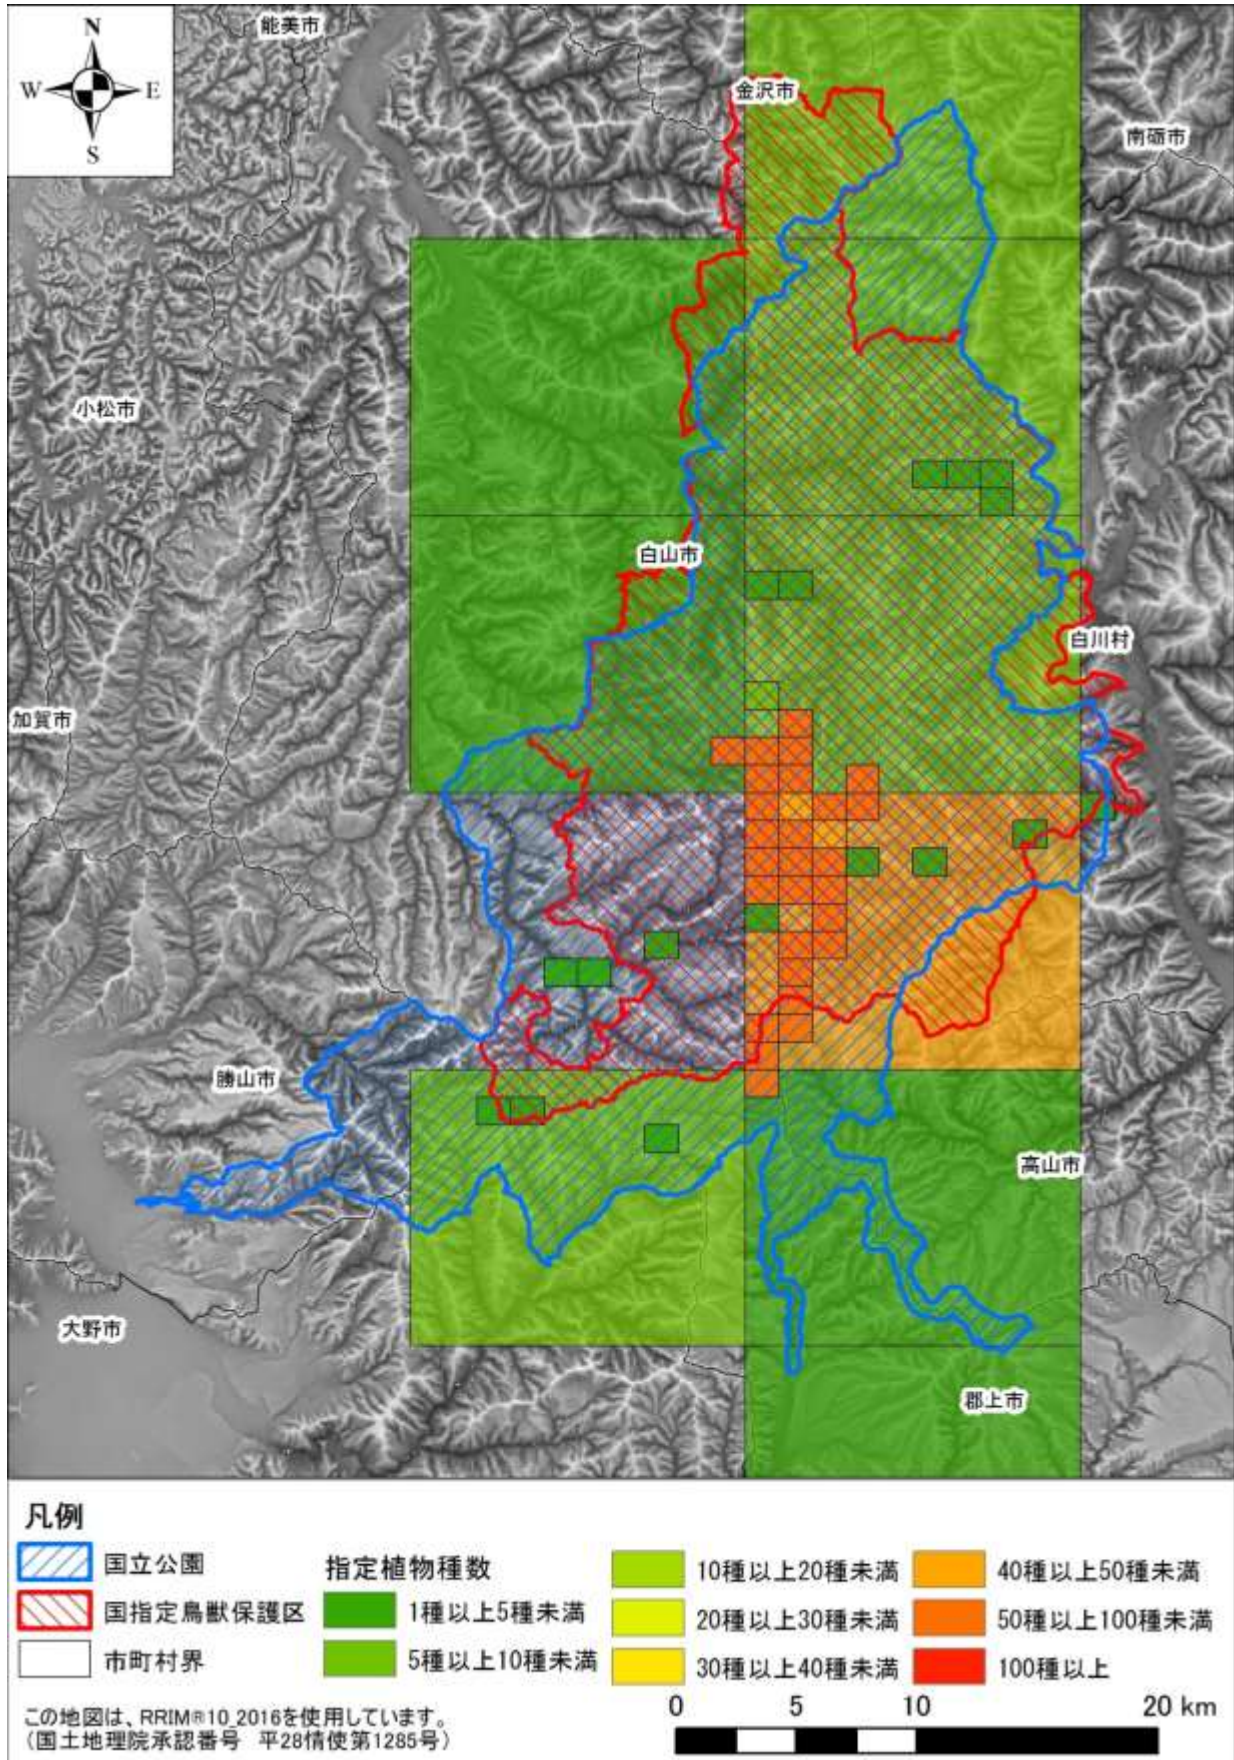 能美市
N
W
E
S
金沢市
南砺市
小松市
白山市
白川村
加賀市
勝山市
高山市
大野市
郡上市
凡例
国立公園
国指定鳥獣保護区
市町村界
指定植物種数
1種以上5種未満
5種以上10種未満
10種以上20種未満
20種以上30種未満
30種以上40種未満
40種以上50種未満
50種以上100種未満
100種以上
この地図は、RRIM®10_2016を使用しています。
(国土地理院承認番号 平28情使第1285号)
0 5 10 20 km